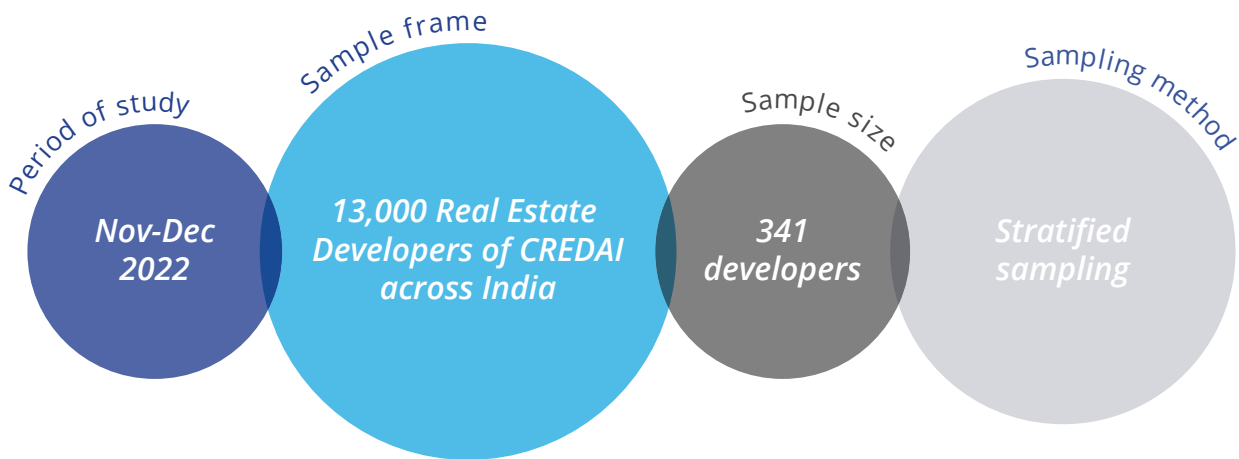 Period of study
Nov-Dec
2022
Sample frame
13,000 Real Estate
Developers of CREDAI
across India
Sample size
341
developers
Sampling method
Stratified
sampling